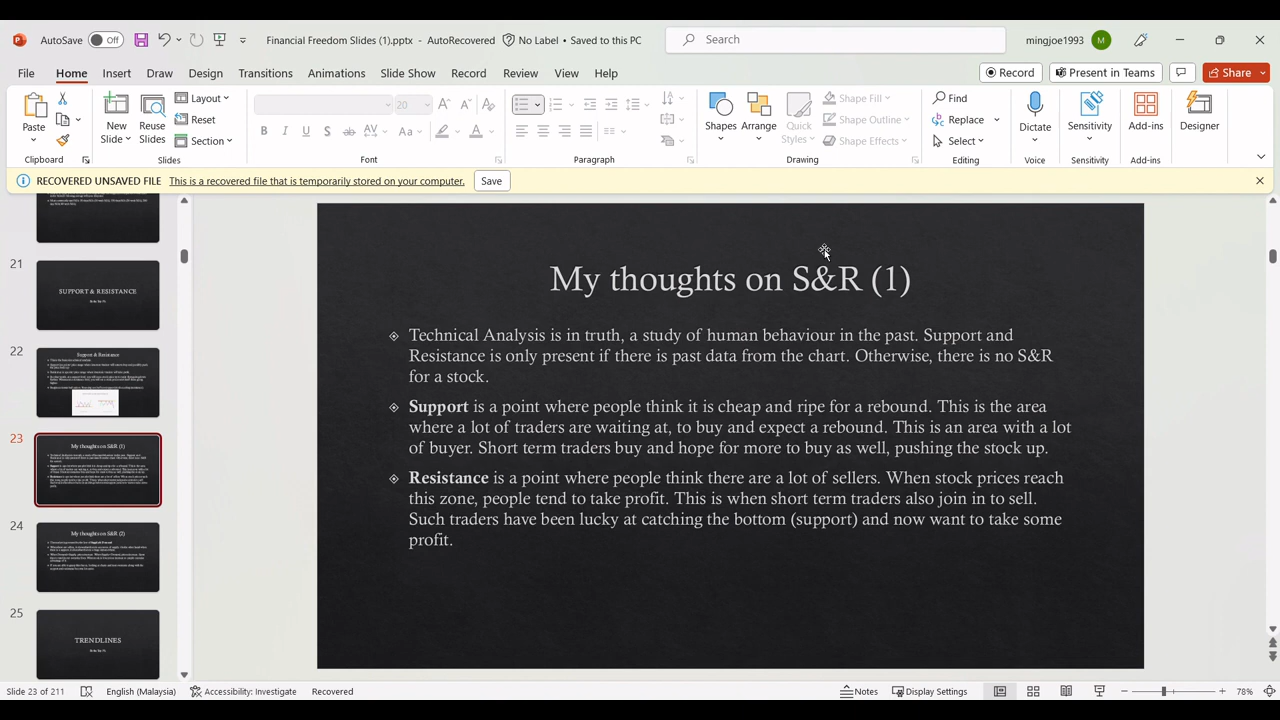 AutoSave Off Financial Freedom Slides (1).pptx - AutoRecovered No Label • Saved to this PC Search mingjoe1993 M
File Home Insert Draw Design Transitions Animations Slide Show Record Review View Help Record Present in Teams Share
Paste New Slide Reuse Slides Layout Reset Section 20 Shapes Arrange Quick Styles Shape Fill Shape Outline Shape Effects Find Replace Select Dictate Sensitivity Add-ins Designer
Clipboard Slides Font Paragraph Drawing Editing Voice Sensitivity Add-ins
RECOVERED UNSAVED FILE This is a recovered file that is temporarily stored on your computer. Save
21
SUPPORT & RESISTANCE
22
Support & Resistance
23
My thoughts on S&R (1)
24
My thoughts on S&R (2)
25
TRENDLINES
My thoughts on S&R (1)
Technical Analysis is in truth, a study of human behaviour in the past. Support and
Resistance is only present if there is past data from the chart. Otherwise, there is no S&R
for a stock.
Support is a point where people think it is cheap and ripe for a rebound. This is the area
where a lot of traders are waiting at, to buy and expect a rebound. This is an area with a lot
of buyer. Short term traders buy and hope for others to buy as well, pushing the stock up.
Resistance is a point where people think there are a lot of sellers. When stock prices reach
this zone, people tend to take profit. This is when short term traders also join in to sell.
Such traders have been lucky at catching the bottom (support) and now want to take some
profit.
Slide 23 of 211 English (Malaysia) Accessibility: Investigate Recovered Notes Display Settings 78%